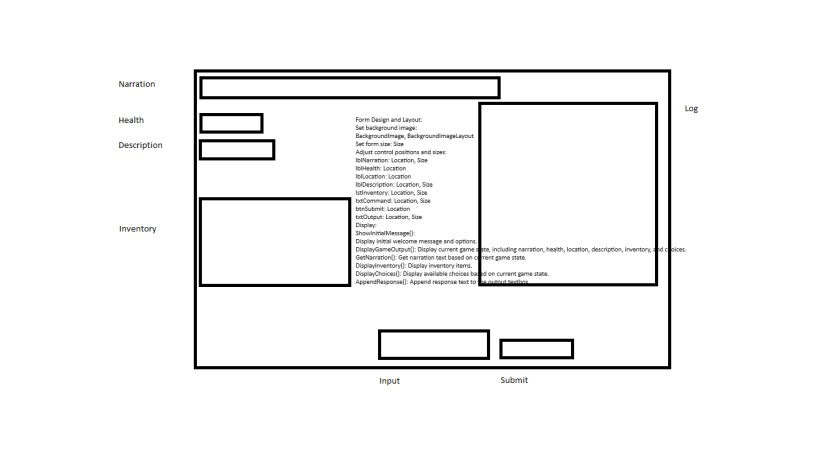 Narration
Log
Health
Description
Inventory
Form Design and Layout:
Set background image:
BackgroundImage, BackgroundImageLayout
Set form size: Size
Adjust control positions and sizes:
lblNarration: Location, Size
lblHealth: Location
lblLocation: Location
lblDescription: Location, Size
lstInventory: Location, Size
txtCommand: Location, Size
btnSubmit: Location
txtOutput: Location, Size
Display:
ShowInitialMessage():
Display initial welcome message and options.
DisplayGameOutput(): Display current game state, including narration, health, location, description, inventory, and choices.
GetNarration(): Get narration text based on current game state.
DisplayInventory(): Display inventory items.
DisplayChoices(): Display available choices based on current game state.
AppendResponse(): Append response text to the output textbox.
Input
Submit